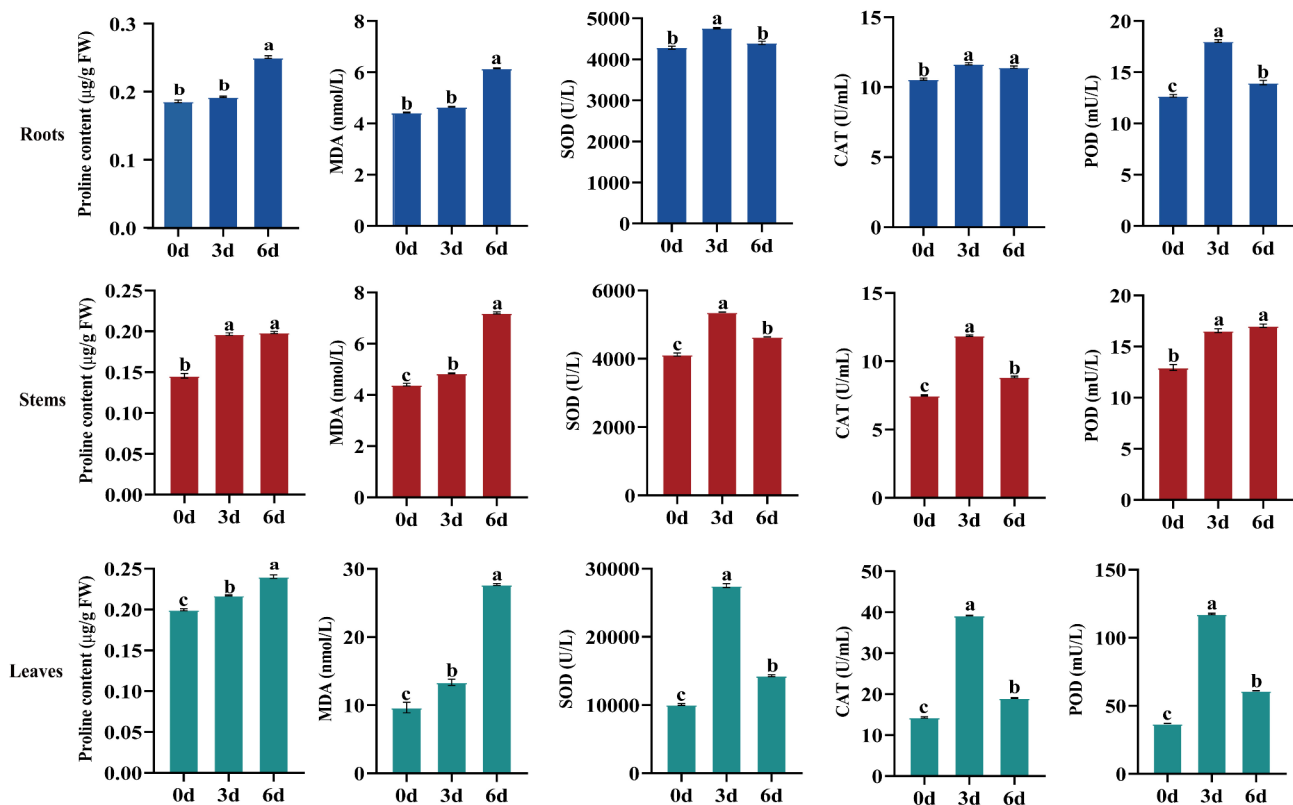 Roots
Proline content (μg/g FW)
0.3
0.2
0.1
0.0
b
b
a
0d 3d 6d
MDA (nmol/L)
8
6
4
2
0
b
b
a
0d 3d 6d
SOD (U/L)
5000
4000
3000
2000
1000
0
b
a
b
0d 3d 6d
CAT (U/mL)
15
10
5
0
b
a
a
0d 3d 6d
POD (mU/L)
20
15
10
5
0
c
a
b
0d 3d 6d
Stems
Proline content (μg/g FW)
0.25
0.20
0.15
0.10
0.05
0.00
b
a
a
0d 3d 6d
MDA (nmol/L)
8
6
4
2
0
c
b
a
0d 3d 6d
SOD (U/L)
6000
4000
2000
0
c
a
b
0d 3d 6d
CAT (U/mL)
15
10
5
0
c
a
b
0d 3d 6d
POD (mU/L)
20
15
10
5
0
b
a
a
0d 3d 6d
Leaves
Proline content (μg/g FW)
0.25
0.20
0.15
0.10
0.05
0.00
c
b
a
0d 3d 6d
MDA (nmol/L)
30
20
10
0
c
b
a
0d 3d 6d
SOD (U/L)
30000
20000
10000
0
c
a
b
0d 3d 6d
CAT (U/mL)
50
40
30
20
10
0
c
a
b
0d 3d 6d
POD (mU/L)
150
100
50
0
c
a
b
0d 3d 6d